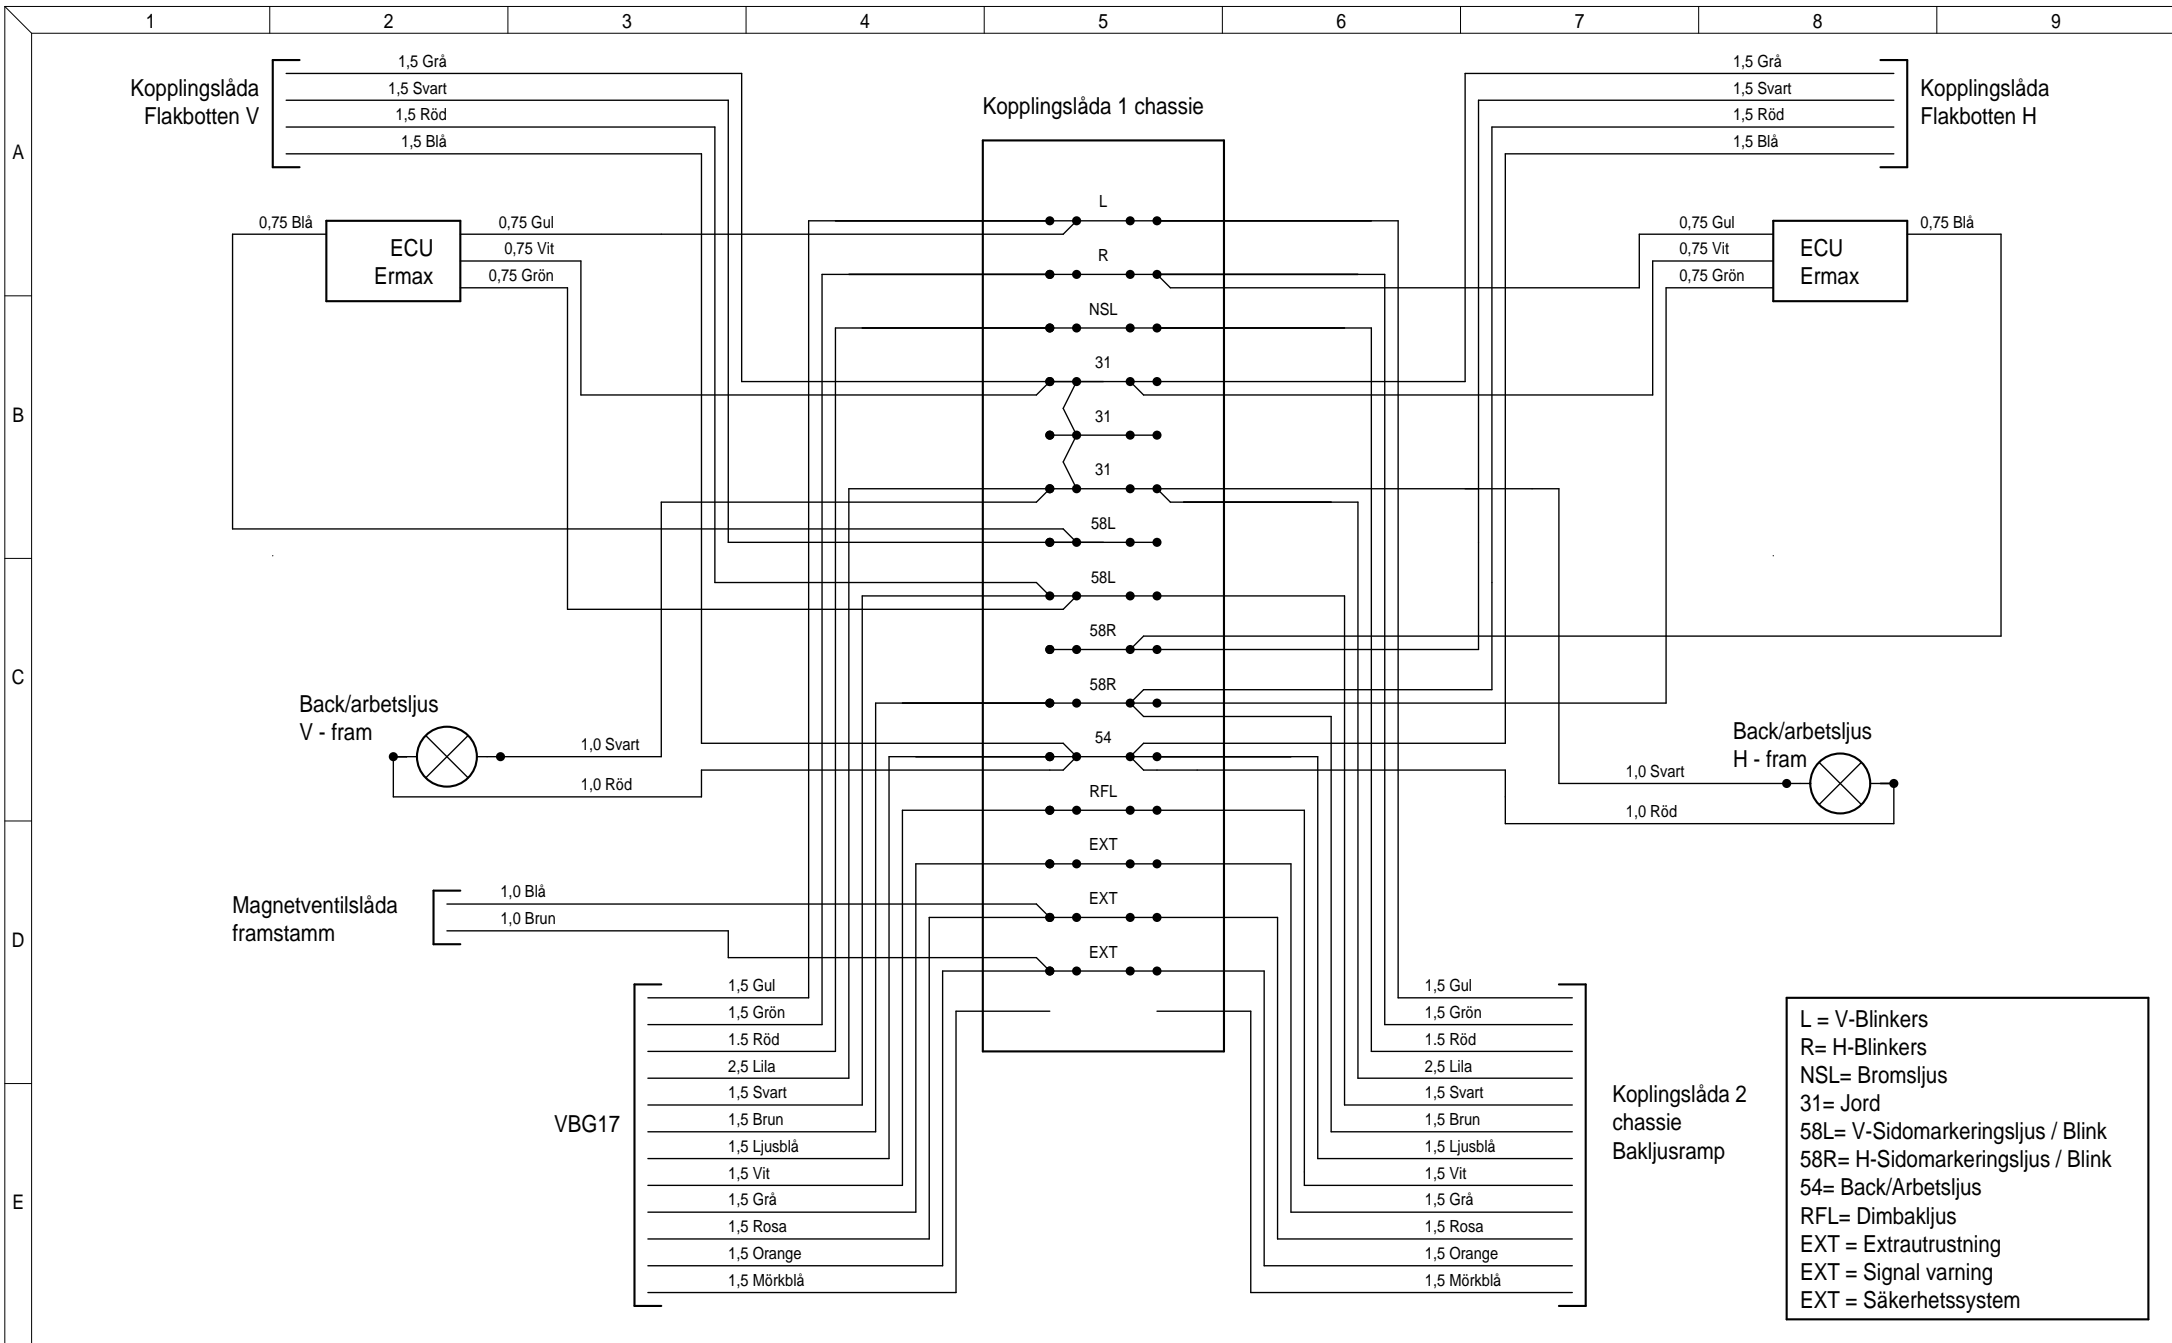 1 2 3 4 5 6 7 8 9
A
B
C
D
E
Kopplingslåda
Flakbotten V
1,5 Grå
1,5 Svart
1,5 Röd
1,5 Blå
Kopplingslåda 1 chassie
1,5 Grå
1,5 Svart
1,5 Röd
1,5 Blå
Kopplingslåda
Flakbotten H
0,75 Blå
ECU
Ermax
0,75 Gul
0,75 Vit
0,75 Grön
L
R
NSL
31
31
31
58L
58L
58R
58R
54
RFL
EXT
EXT
EXT
0,75 Gul
0,75 Vit
0,75 Grön
ECU
Ermax
0,75 Blå
Back/arbetsljus
V - fram
1,0 Svart
1,0 Röd
Back/arbetsljus
H - fram
1,0 Svart
1,0 Röd
Magnetventilslåda
framstamm
1,0 Blå
1,0 Brun
VBG17
1,5 Gul
1,5 Grön
1.5 Röd
2,5 Lila
1,5 Svart
1,5 Brun
1,5 Ljusblå
1,5 Vit
1,5 Grå
1,5 Rosa
1,5 Orange
1,5 Mörkblå
1,5 Gul
1,5 Grön
1.5 Röd
2,5 Lila
1,5 Svart
1,5 Brun
1,5 Ljusblå
1,5 Vit
1,5 Grå
1,5 Rosa
1,5 Orange
1,5 Mörkblå
Koplingslåda 2
chassie
Bakljusramp
L = V-Blinkers
R= H-Blinkers
NSL= Bromsljus
31= Jord
58L= V-Sidomarkeringsljus / Blink
58R= H-Sidomarkeringsljus / Blink
54= Back/Arbetsljus
RFL= Dimbakljus
EXT = Extrautrustning
EXT = Signal varning
EXT = Säkerhetssystem